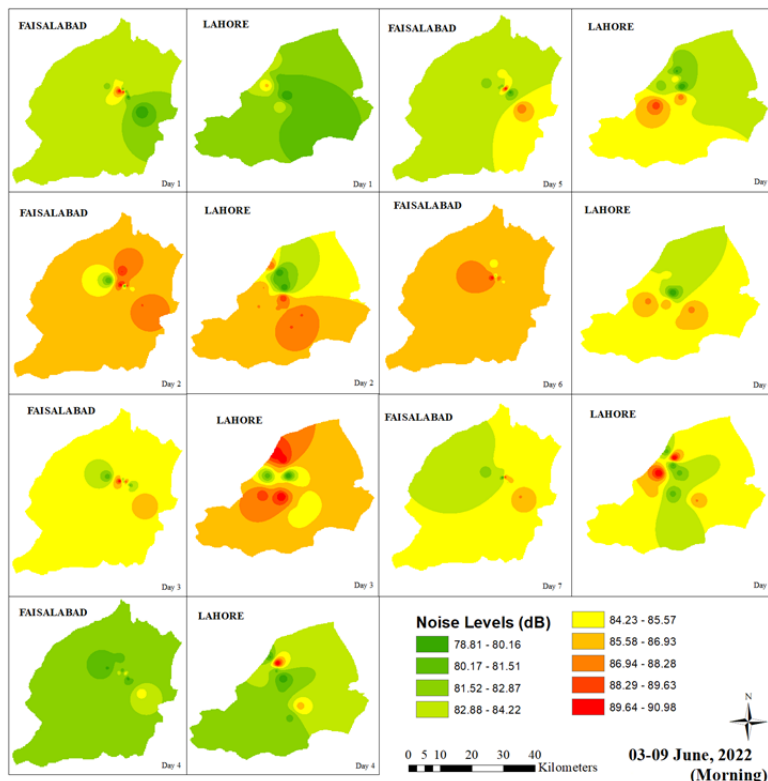 FAISALABAD
LAHORE
FAISALABAD
LAHORE
Day 1
Day 1
Day 5
Day
FAISALABAD
LAHORE
FAISALABAD
LAHORE
Day 2
Day 2
Day 6
Day
FAISALABAD
LAHORE
FAISALABAD
LAHORE
Day 3
Day 3
Day 7
Day
FAISALABAD
LAHORE
Day 4
Day 4
Noise Levels (dB)
78.81 - 80.16
80.17 - 81.51
81.52 - 82.87
82.88 - 84.22
84.23 - 85.57
85.58 - 86.93
86.94 - 88.28
88.29 - 89.63
89.64 - 90.98
N
0 5 10 20 30 40
Kilometers
03-09 June, 2022
(Morning)